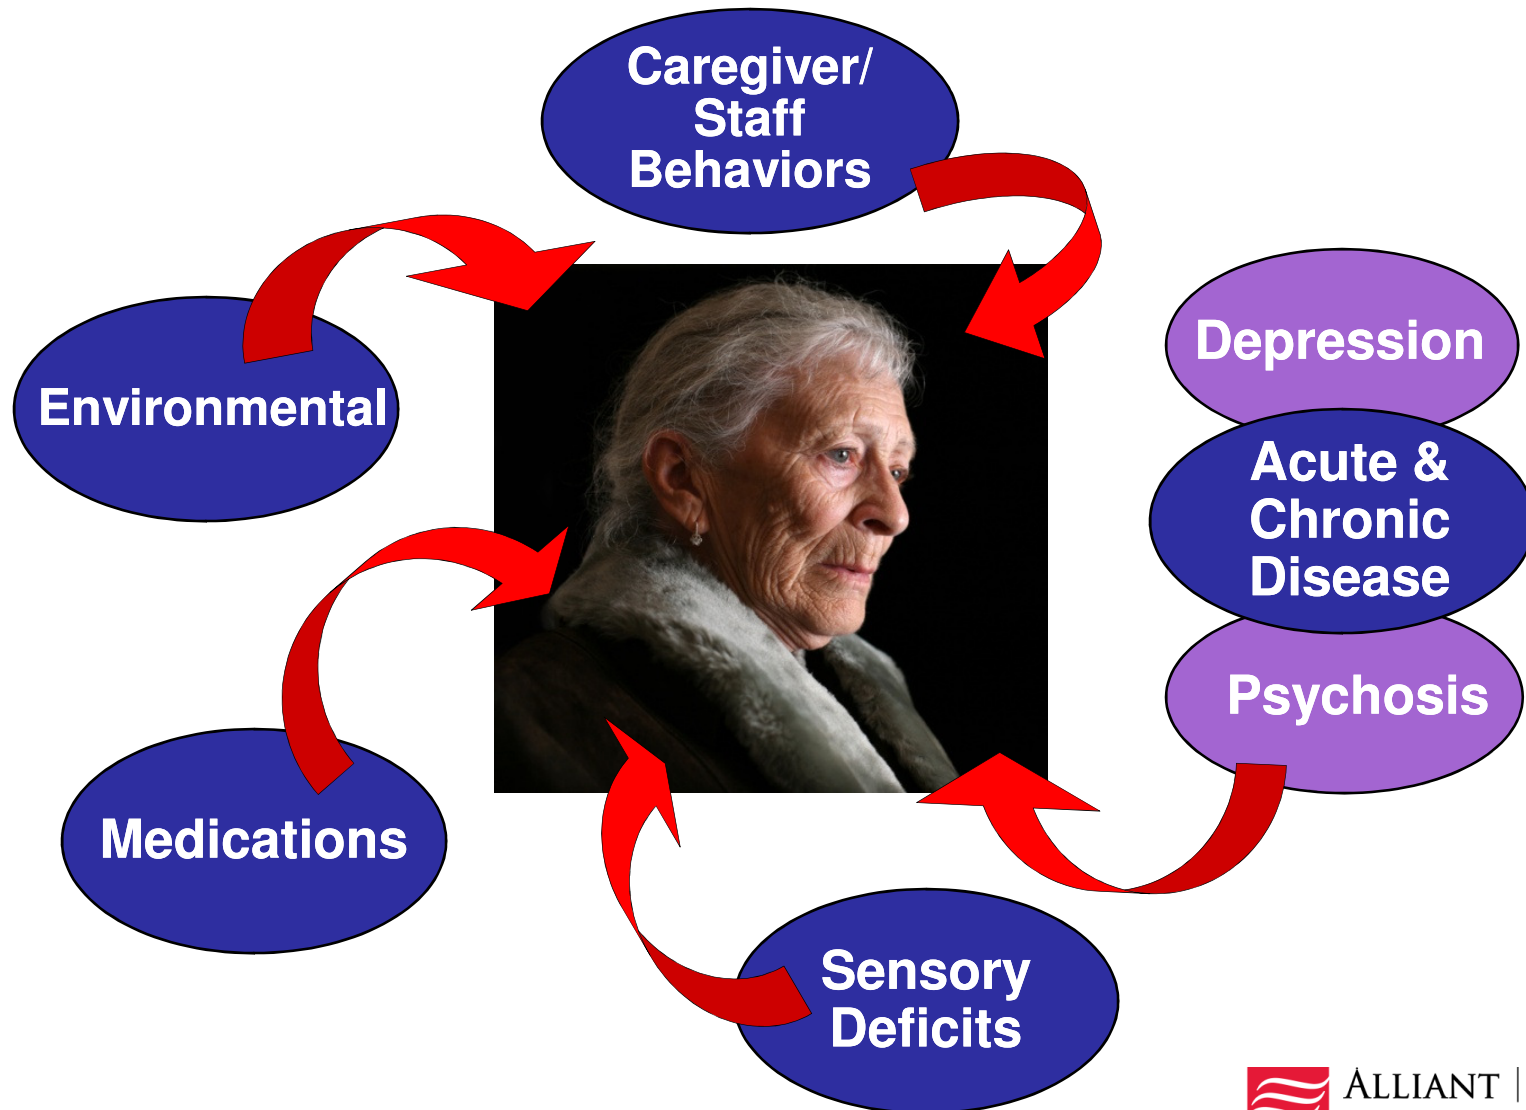 Caregiver/
Staff
Behaviors
Environmental
Depression
Acute &
Chronic
Disease
Psychosis
Medications
Sensory
Deficits
ALLIANT |